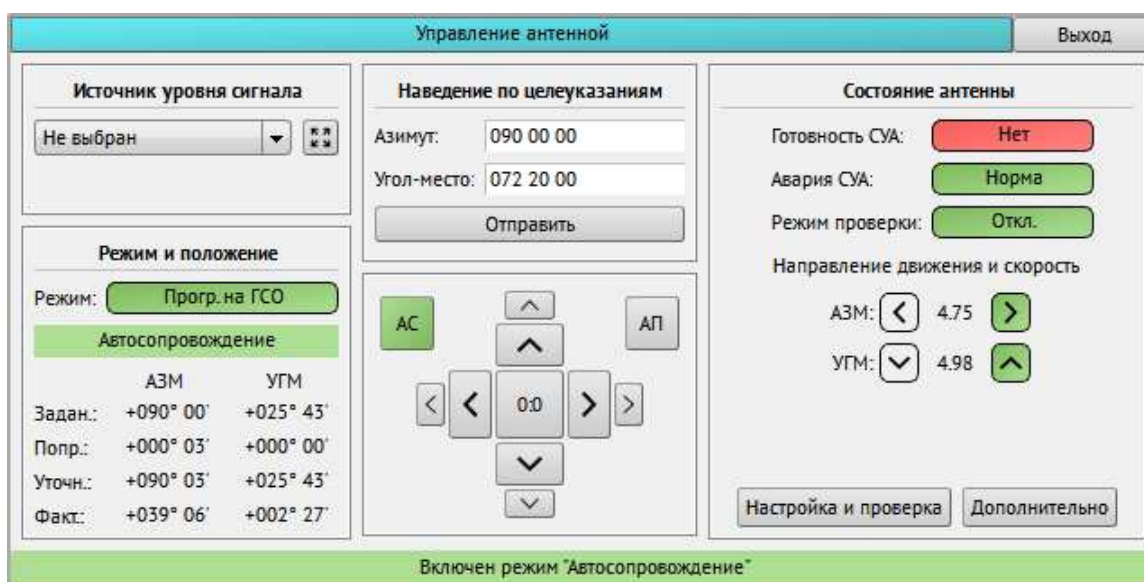 Управление антенной
Выход
Источник уровня сигнала
Не выбран
Режим и положение
Режим: Прогр. на ГСО
Автосопровождение
АЗМ УГМ
Задан.: +090° 00' +025° 43'
Попр.: +000° 03' +000° 00'
Уточн.: +090° 03' +025° 43'
Факт.: +039° 06' +002° 27'
Наведение по целеуказаниям
Азимут: 090 00 00
Угол-место: 072 20 00
Отправить
АС АП
0:0
Состояние антенны
Готовность СУА: Нет
Авария СУА: Норма
Режим проверки: Откл.
Направление движения и скорость
АЗМ: 4.75
УГМ: 4.98
Настройка и проверка Дополнительно
Включен режим "Автосопровождение"